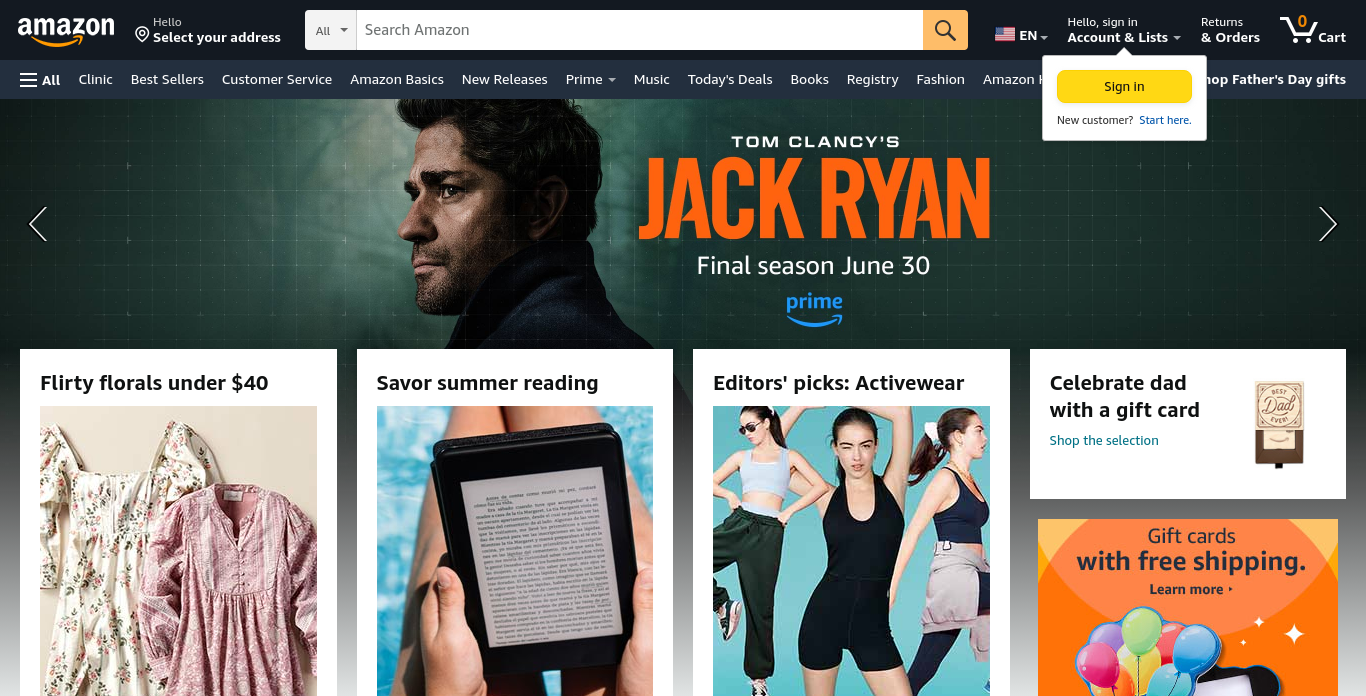 amazon
Hello
Select your address
All
Search Amazon
EN
Hello, sign in
Account & Lists
Returns
& Orders
0
Cart
All
Clinic
Best Sellers
Customer Service
Amazon Basics
New Releases
Prime
Music
Today's Deals
Books
Registry
Fashion
Amazon
hop Father's Day gifts
Sign in
New customer? Start here.
TOM CLANCY'S
JACK RYAN
Final season June 30
prime
Flirty florals under $40
Savor summer reading
Editors' picks: Activewear
Celebrate dad
with a gift card
Shop the selection
BEST
Dad
EVER
Gift cards
with free shipping.
Learn more